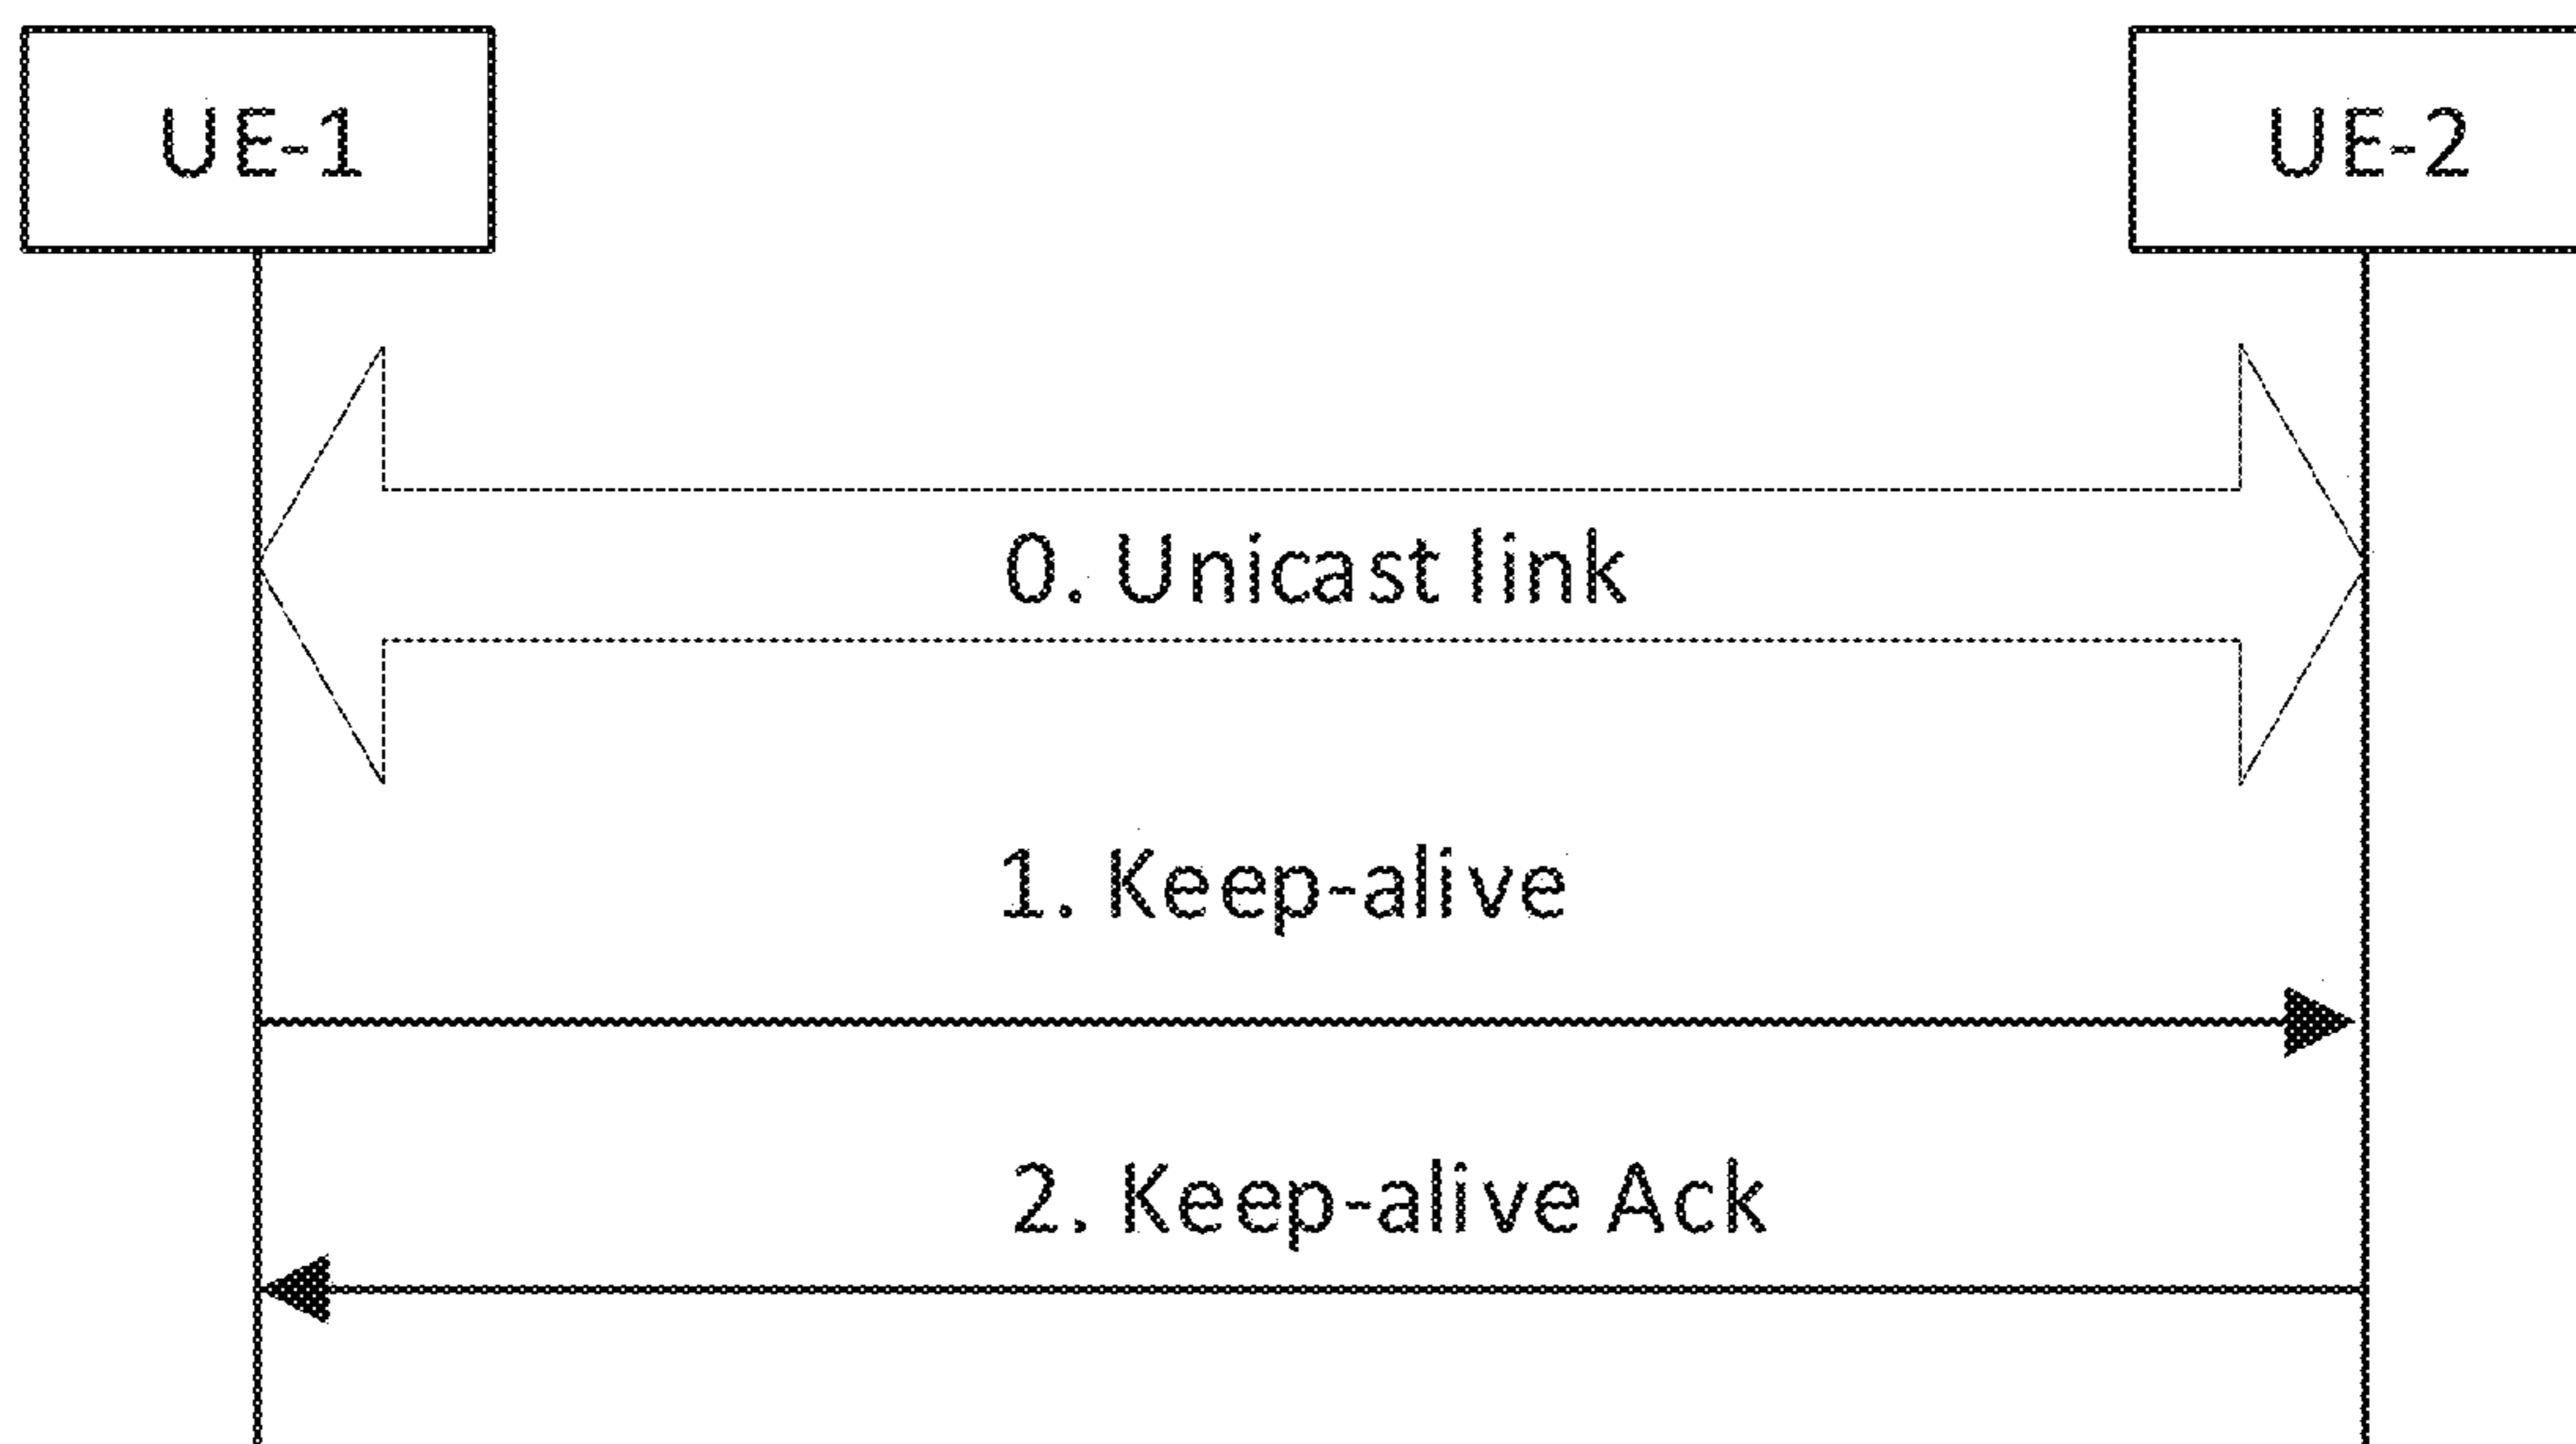 UE-1
UE-2
0. Unicast link
1. Keep-alive
2. Keep-alive Ack